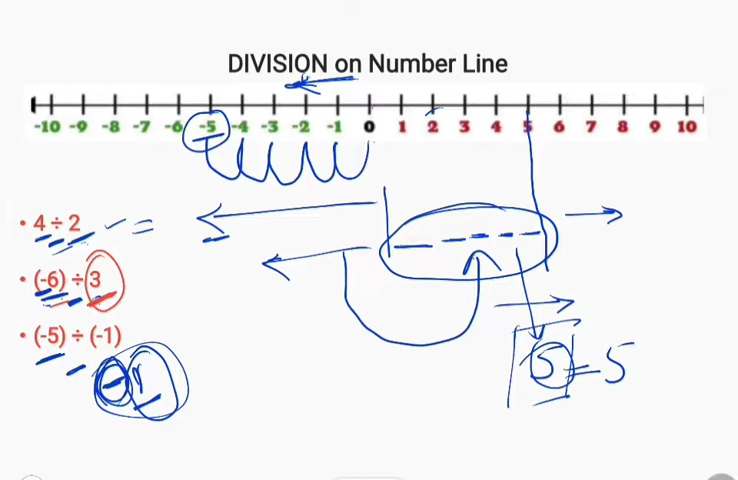 DIVISION on Number Line
-10 -9 -8 -7 -6 -5 -4 -3 -2 -1 0 1 2 3 4 5 6 7 8 9 10
• 4 ÷ 2 =
• (-6) ÷ 3
• (-5) ÷ (-1)
5 = 5